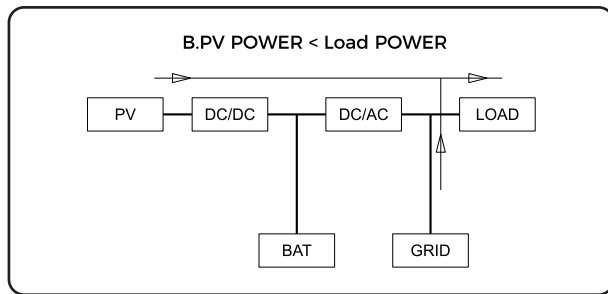 B.PV POWER < Load POWER
PV DC/DC DC/AC LOAD
BAT GRID